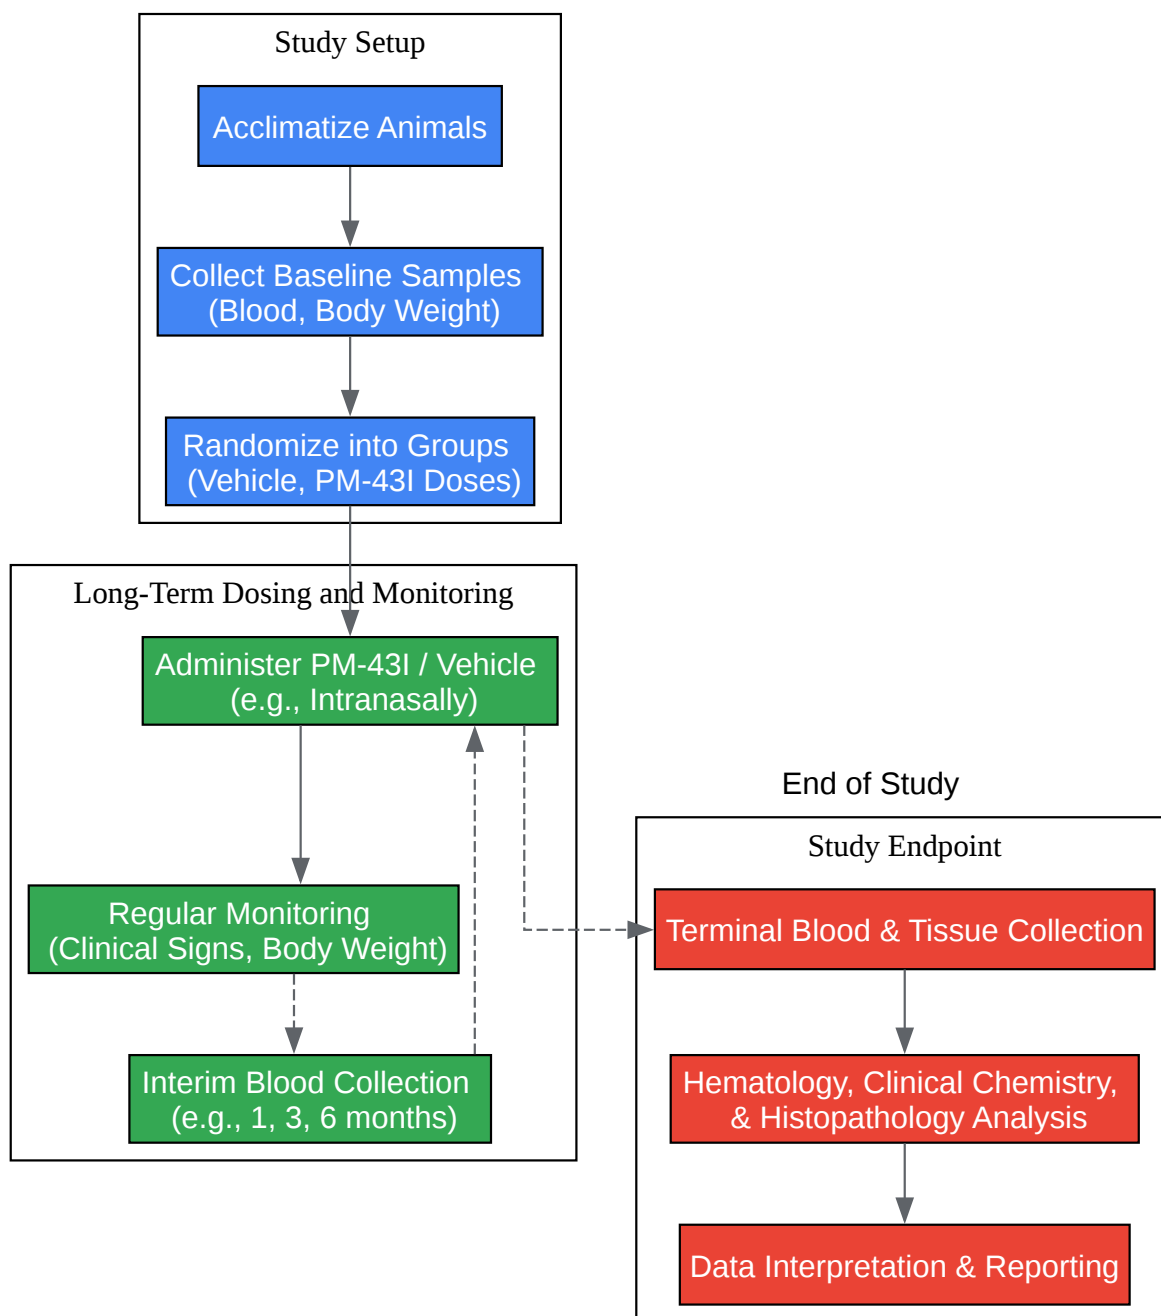 Study Setup
Acclimatize Animals
Collect Baseline Samples
(Blood, Body Weight)
Randomize into Groups
(Vehicle, PM-43I Doses)
Long-Term Dosing and Monitoring
Administer PM-43I / Vehicle
(e.g., Intranasally)
Regular Monitoring
(Clinical Signs, Body Weight)
Interim Blood Collection
(e.g., 1, 3, 6 months)
End of Study
Study Endpoint
Terminal Blood & Tissue Collection
Hematology, Clinical Chemistry,
& Histopathology Analysis
Data Interpretation & Reporting